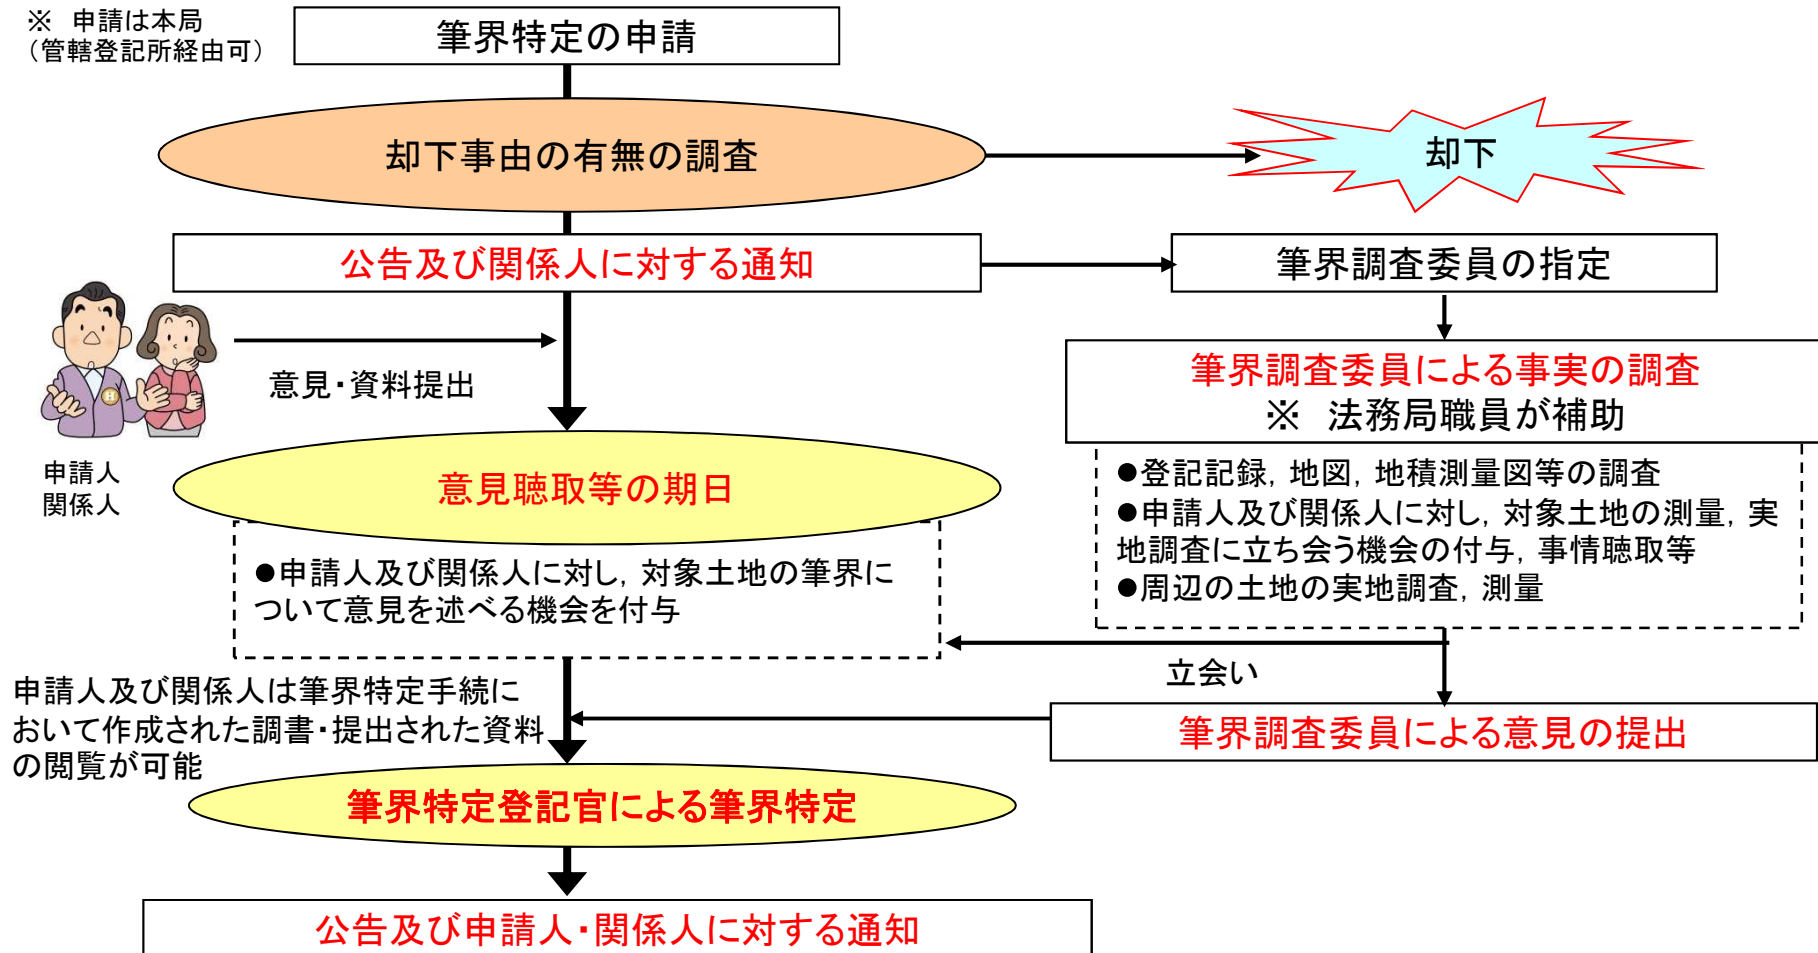 ※ 申請は本局
（管轄登記所経由可）
筆界特定の申請
却下事由の有無の調査
却下
公告及び関係人に対する通知
筆界調査委員の指定
意見・資料提出
申請人
関係人
筆界調査委員による事実の調査
※ 法務局職員が補助
●登記記録，地図，地積測量図等の調査
●申請人及び関係人に対し，対象土地の測量，実
地調査に立ち会う機会の付与，事情聴取等
●周辺の土地の実地調査，測量
意見聴取等の期日
●申請人及び関係人に対し，対象土地の筆界に
ついて意見を述べる機会を付与
立会い
申請人及び関係人は筆界特定手続に
おいて作成された調書・提出された資料
の閲覧が可能
筆界調査委員による意見の提出
筆界特定登記官による筆界特定
公告及び申請人・関係人に対する通知
H